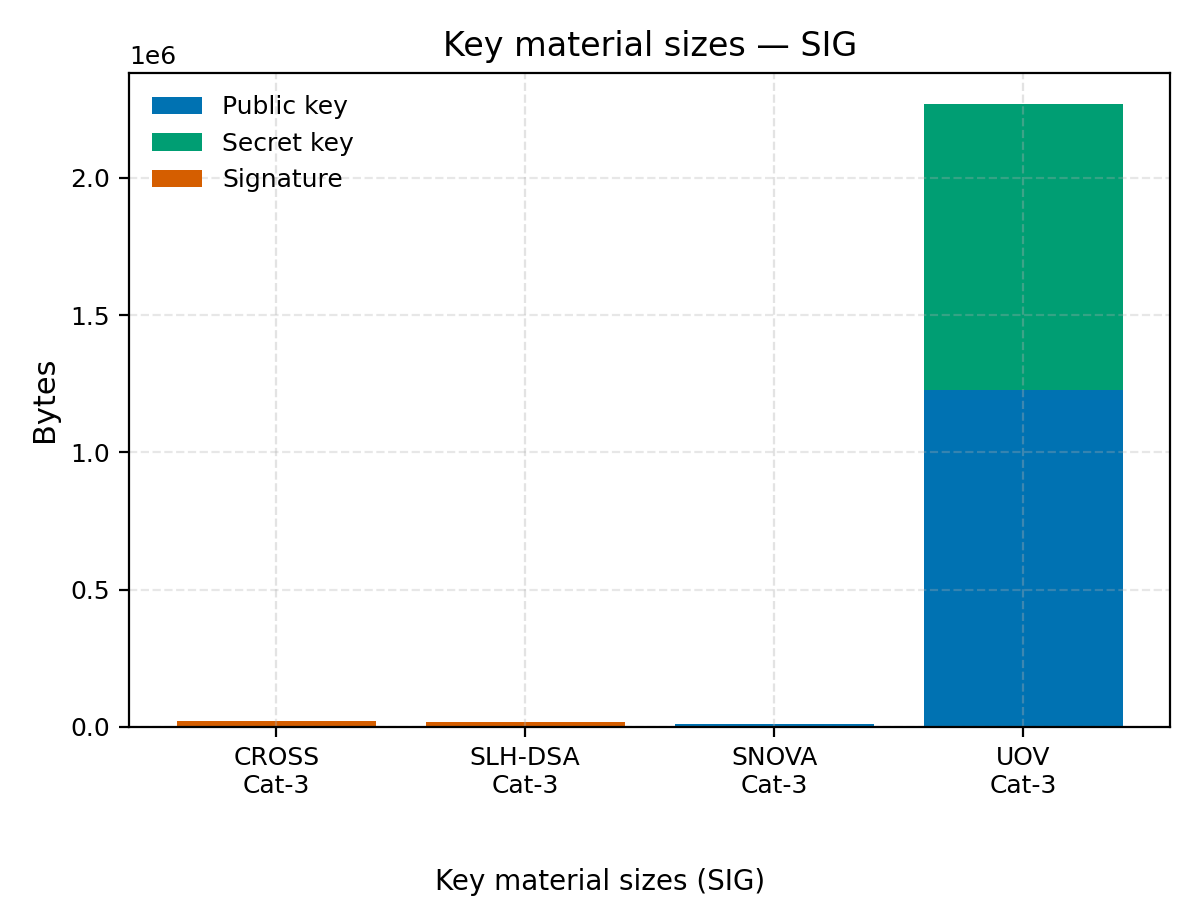 Key material sizes — SIG
1e6
Public key
Secret key
Signature
2.0
1.5
1.0
0.5
0.0
Bytes
CROSS
Cat-3
SLH-DSA
Cat-3
SNOVA
Cat-3
UOV
Cat-3
Key material sizes (SIG)